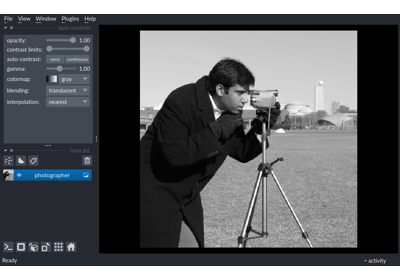 File View Window Plugins Help
layer controls
opacity: 1.00
contrast limits:
auto-contrast: once continuous
gamma: 1.00
colormap: gray
blending: translucent
interpolation: nearest
layer list
photographer
Ready
activity